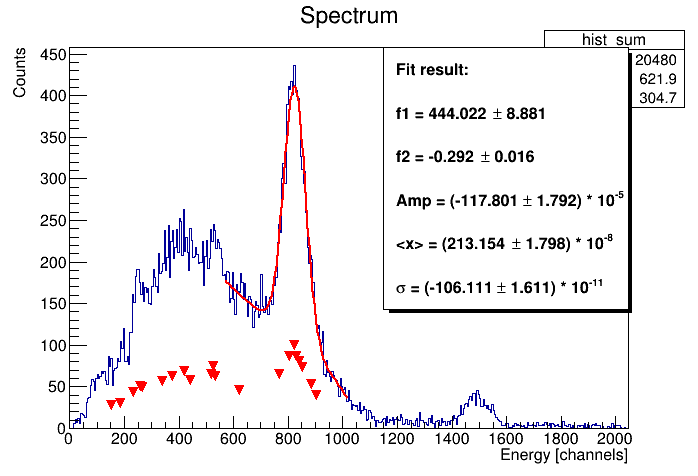 Spectrum
hist_sum
20480
621.9
304.7
Counts
450
400
350
300
250
200
150
100
50
0
Fit result:
f1 = 444.022 ± 8.881
f2 = -0.292 ± 0.016
Amp = (-117.801 ± 1.792) * 10⁻⁵
<x> = (213.154 ± 1.798) * 10⁻⁸
σ = (-106.111 ± 1.611) * 10⁻¹¹
0 200 400 600 800 1000 1200 1400 1600 1800 2000
Energy [channels]